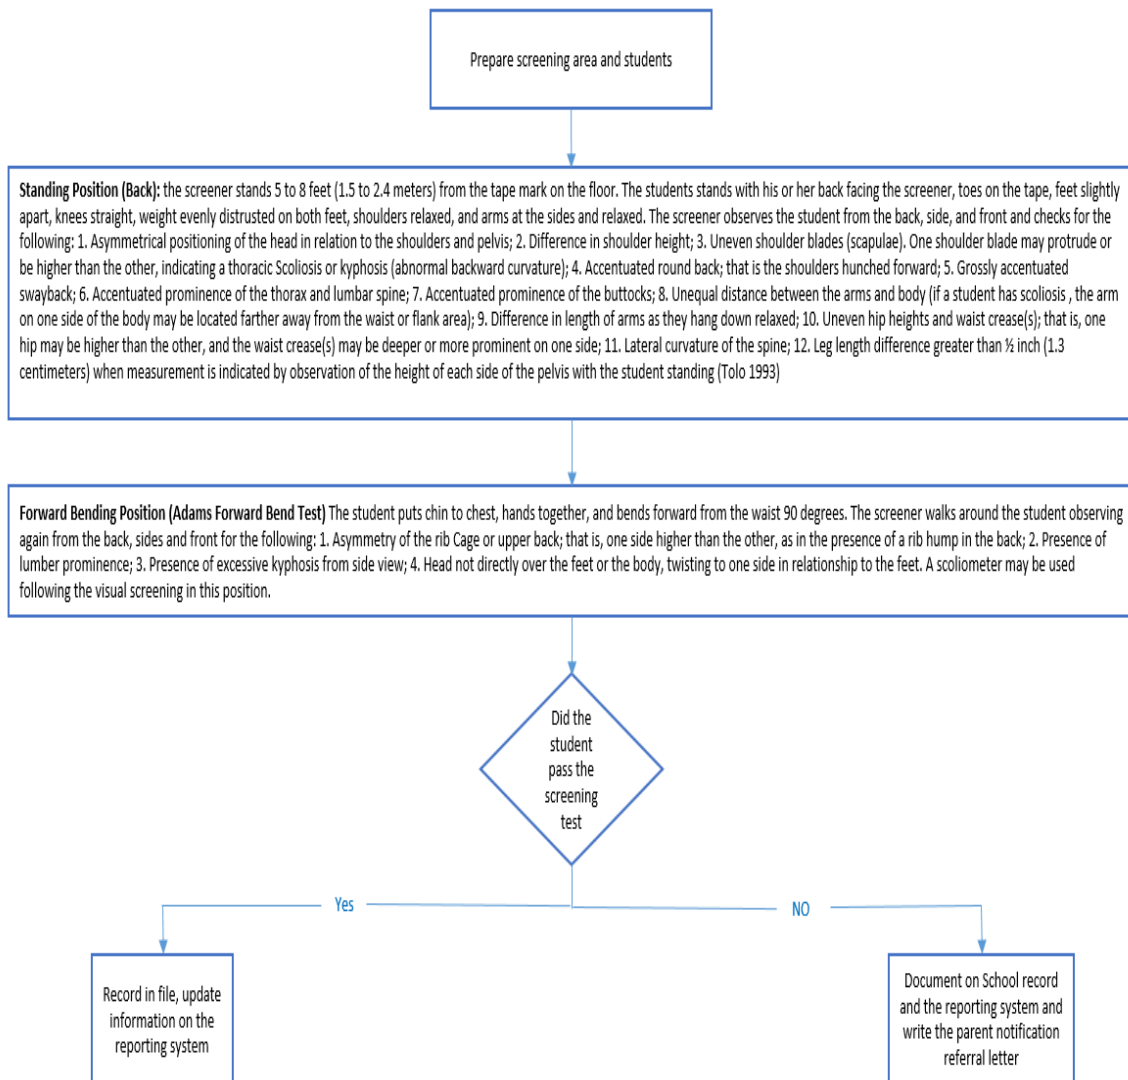 Prepare screening area and students
Standing Position (Back): the screener stands 5 to 8 feet (1.5 to 2.4 meters) from the tape mark on the floor. The students stands with his or her back facing the screener, toes on the tape, feet slightly
apart, knees straight, weight evenly distrusted on both feet, shoulders relaxed, and arms at the sides and relaxed. The screener observes the student from the back, side, and front and checks for the
following: 1. Asymmetrical positioning of the head in relation to the shoulders and pelvis; 2. Difference in shoulder height; 3. Uneven shoulder blades (scapulae). One shoulder blade may protrude or
be higher than the other, indicating a thoracic Scoliosis or kyphosis (abnormal backward curvature); 4. Accentuated round back; that is the shoulders hunched forward; 5. Grossly accentuated
swayback; 6. Accentuated prominence of the thorax and lumbar spine; 7. Accentuated prominence of the buttocks; 8. Unequal distance between the arms and body (if a student has scoliosis , the arm
on one side of the body may be located farther away from the waist or flank area); 9. Difference in length of arms as they hang down relaxed; 10. Uneven hip heights and waist crease(s); that is, one
hip may be higher than the other, and the waist crease(s) may be deeper or more prominent on one side; 11. Lateral curvature of the spine; 12. Leg length difference greater than ½ inch (1.3
centimeters) when measurement is indicated by observation of the height of each side of the pelvis with the student standing (Tolo 1993)
Forward Bending Position (Adams Forward Bend Test) The student puts chin to chest, hands together, and bends forward from the waist 90 degrees. The screener walks around the student observing
again from the back, sides and front for the following: 1. Asymmetry of the rib Cage or upper back; that is, one side higher than the other, as in the presence of a rib hump in the back; 2. Presence of
lumber prominence; 3. Presence of excessive kyphosis from side view; 4. Head not directly over the feet or the body, twisting to one side in relationship to the feet. A scoliometer may be used
following the visual screening in this position.
Did the
student
pass the
screening
test
Yes
NO
Record in file, update
information on the
reporting system
Document on School record
and the reporting system and
write the parent notification
referral letter